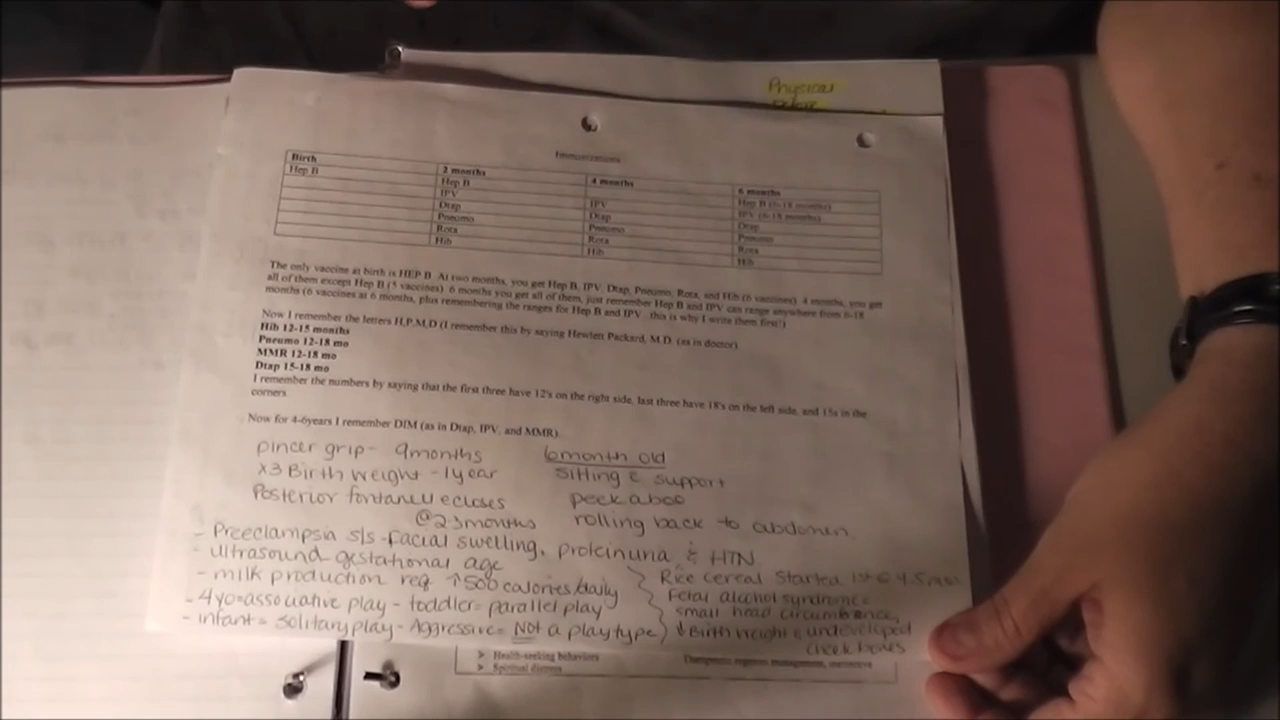 Physical
Immunizations
Birth 2 months 4 months 6 months
Hep B Hep B Hep B (6-18 months)
IPV IPV IPV (6-18 months)
Dtap Dtap Dtap
Pneumo Pneumo Pneumo
Rota Rota Rota
Hib Hib Hib
The only vaccine at birth is HEP B. At two months, you get Hep B, IPV, Dtap, Pneumo, Rota, and Hib (6 vaccines). 4 months, you get
all of them except Hep B (5 vaccines). 6 months you get all of them, just remember Hep B and IPV can range anywhere from 6-18
months (6 vaccines at 6 months, plus remembering the ranges for Hep B and IPV...this is why I write them first!)
Now I remember the letters H,P,M,D (I remember this by saying Hewlett Packard, M.D. (as in doctor)
Hib 12-15 months
Pneumo 12-18 mo
MMR 12-18 mo
Dtap 15-18 mo
I remember the numbers by saying that the first three have 12's on the right side, last three have 18's on the left side, and 15s in the
corners
Now for 4-6years I remember DIM (as in Dtap, IPV, and MMR)
pincer grip - 9months
x3 Birth weight - 1year
Posterior fontanelle closes
@2-3months
6month old
sitting c support
peek a boo
rolling back to abdomen
- Preeclampsia s/s - facial swelling, proteinuria & HTN
- ultrasound gestational age
- milk production req ↑500 calories/daily
- 4yo=associative play - toddler= parallel play
- infant= solitary play - Aggressive= NOT a play type
Rice cereal started 1st @ 4-5mon
Fetal alcohol syndrome=
small head circumference,
↓ Birth weight & undeveloped
cheek bones
➢ Health-seeking behaviors
➢ Spiritual distress
Therapeutic regimen management, ineffective